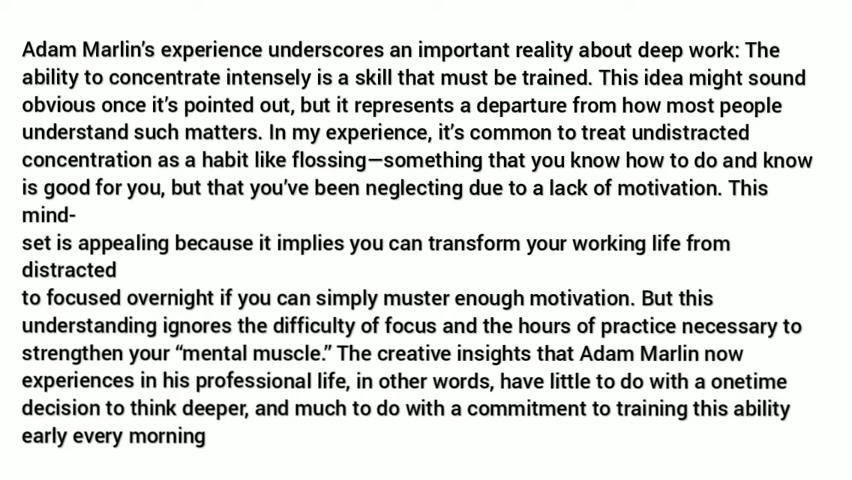 Adam Marlin’s experience underscores an important reality about deep work: The
ability to concentrate intensely is a skill that must be trained. This idea might sound
obvious once it’s pointed out, but it represents a departure from how most people
understand such matters. In my experience, it’s common to treat undistracted
concentration as a habit like flossing—something that you know how to do and know
is good for you, but that you’ve been neglecting due to a lack of motivation. This
mind-
set is appealing because it implies you can transform your working life from
distracted
to focused overnight if you can simply muster enough motivation. But this
understanding ignores the difficulty of focus and the hours of practice necessary to
strengthen your “mental muscle.” The creative insights that Adam Marlin now
experiences in his professional life, in other words, have little to do with a onetime
decision to think deeper, and much to do with a commitment to training this ability
early every morning